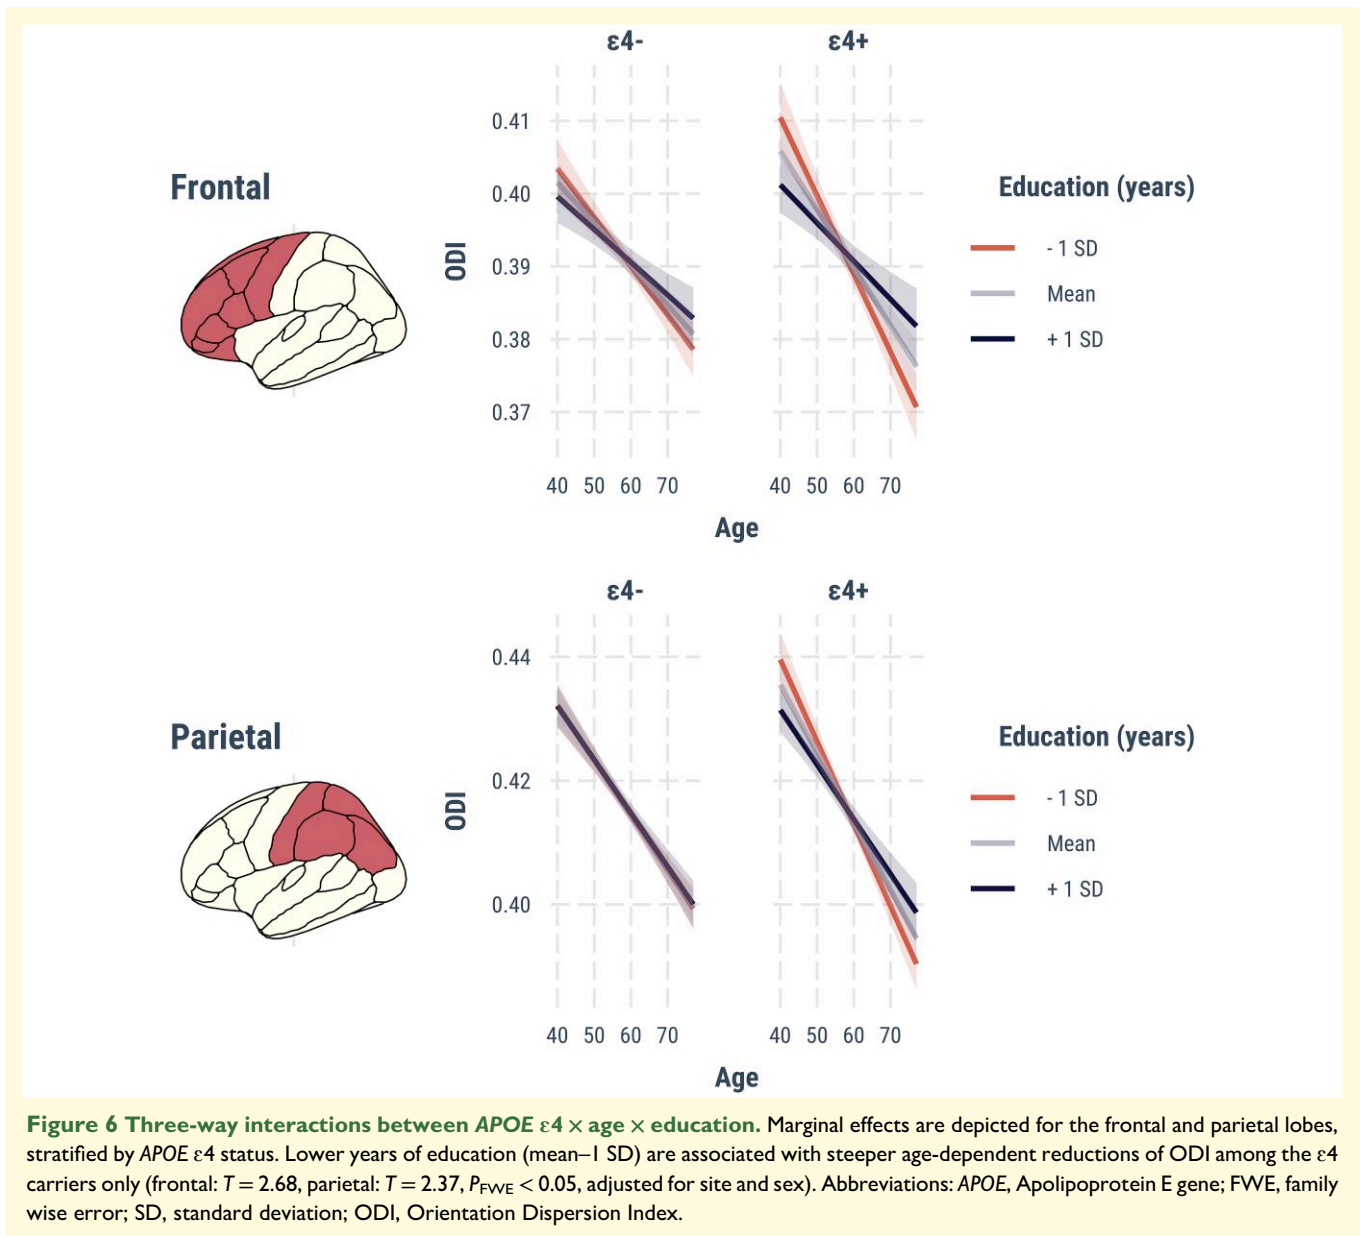 ε4-
ε4+
0.41
0.40
0.39
0.38
0.37
Frontal
ODI
Education (years)
- 1 SD
Mean
+ 1 SD
40 50 60 70
40 50 60 70
Age
ε4-
ε4+
0.44
0.42
0.40
Parietal
ODI
Education (years)
- 1 SD
Mean
+ 1 SD
40 50 60 70
40 50 60 70
Age
Figure 6 Three-way interactions between APOE ε4 × age × education. Marginal effects are depicted for the frontal and parietal lobes,
stratified by APOE ε4 status. Lower years of education (mean–1 SD) are associated with steeper age-dependent reductions of ODI among the ε4
carriers only (frontal: T = 2.68, parietal: T = 2.37, PFWE < 0.05, adjusted for site and sex). Abbreviations: APOE, Apolipoprotein E gene; FWE, family
wise error; SD, standard deviation; ODI, Orientation Dispersion Index.